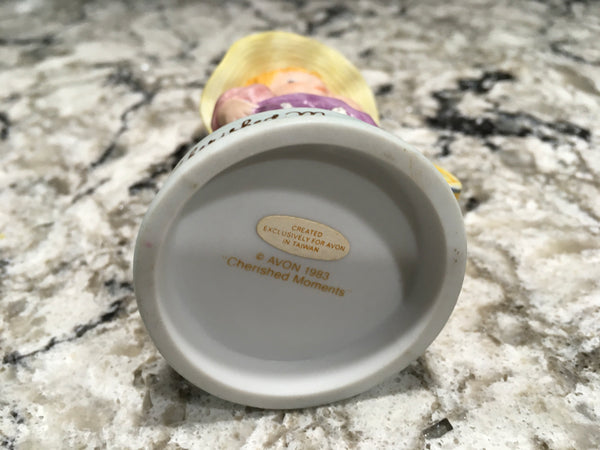 CREATED
EXCLUSIVELY FOR AVON
IN TAIWAN
© AVON 1983
"Cherished Moments"